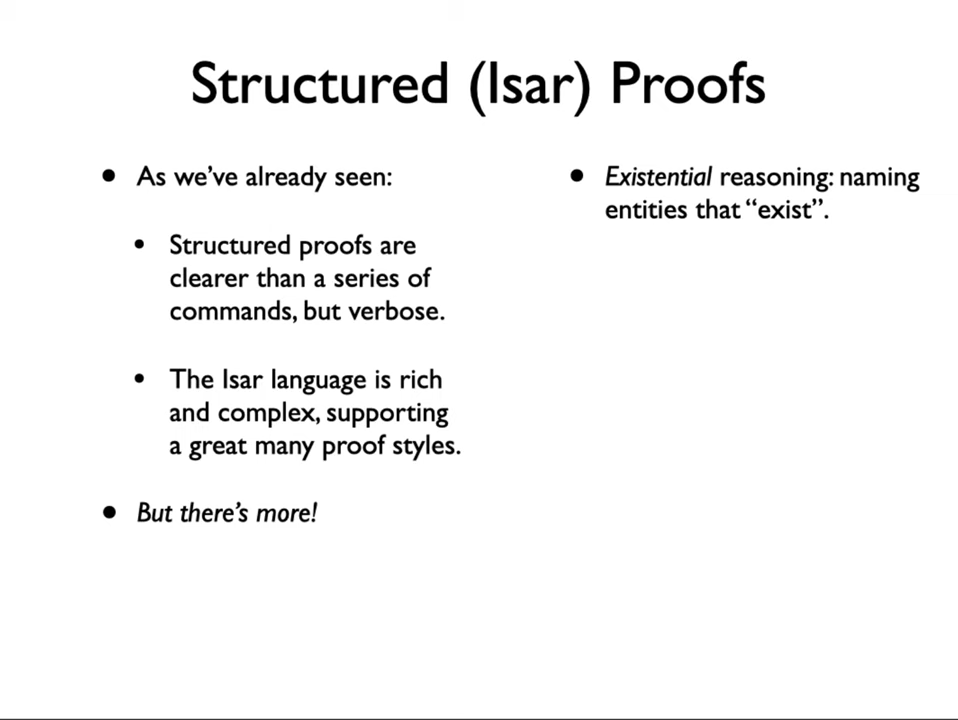 Structured (Isar) Proofs
• As we’ve already seen:
• Structured proofs are
clearer than a series of
commands, but verbose.
• The Isar language is rich
and complex, supporting
a great many proof styles.
• But there’s more!
• Existential reasoning: naming
entities that “exist”.